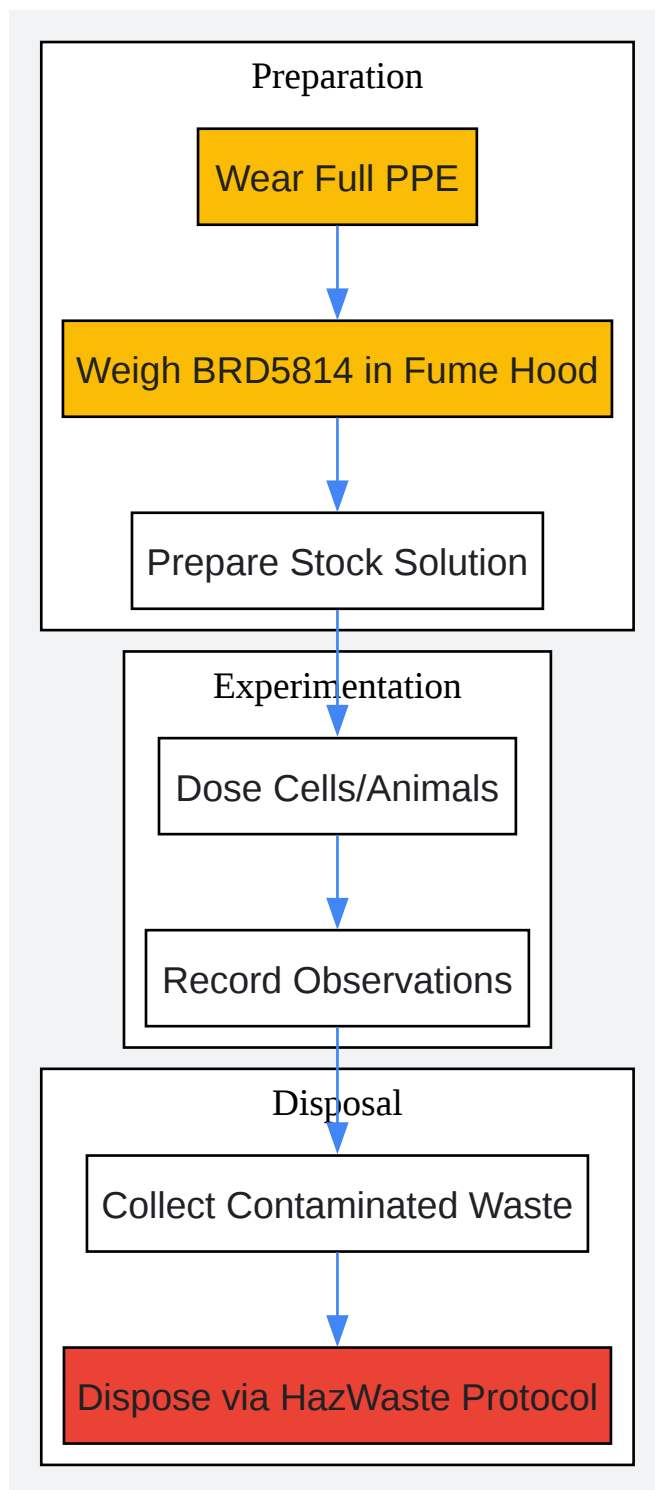 Preparation
Wear Full PPE
Weigh BRD5814 in Fume Hood
Prepare Stock Solution
Experimentation
Dose Cells/Animals
Record Observations
Disposal
Collect Contaminated Waste
Dispose via HazWaste Protocol